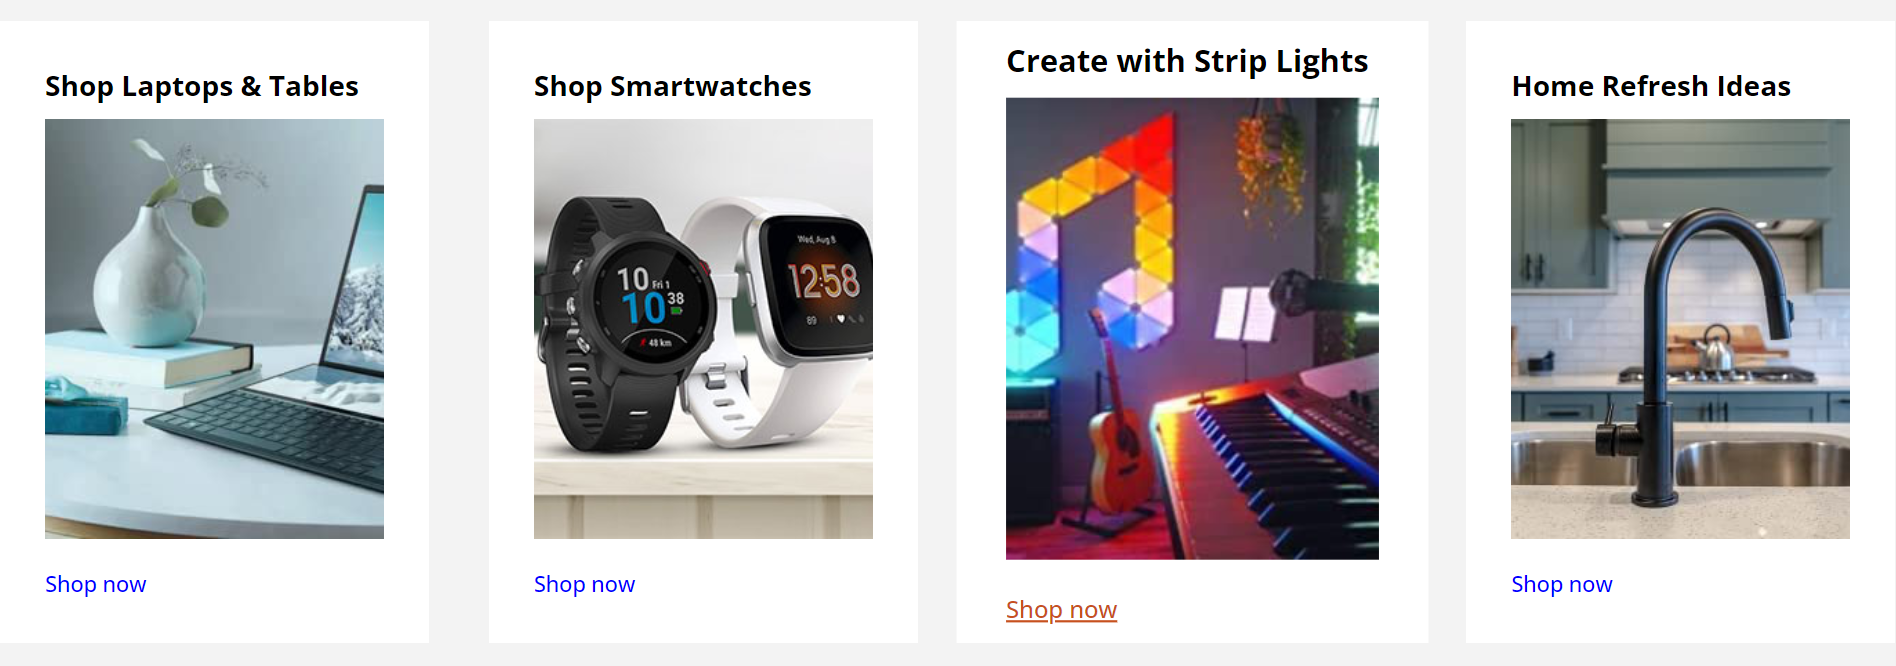 Shop Laptops & Tables
Shop Smartwatches
Create with Strip Lights
Home Refresh Ideas
10 Fri 1
10 38
48 km
Wed, Aug 8
12:58
89
Shop now
Shop now
Shop now
Shop now